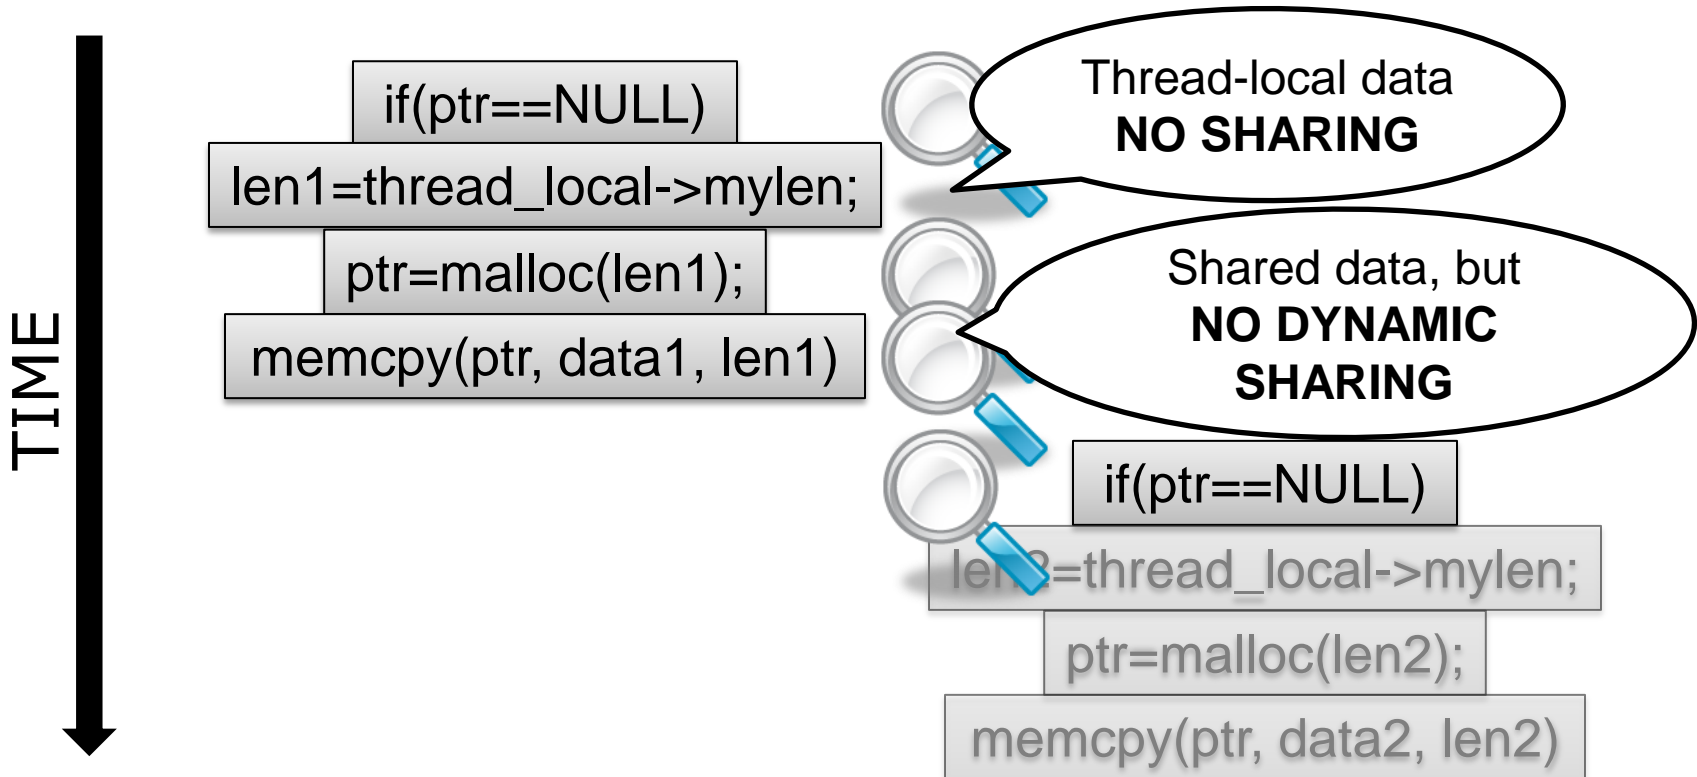 TIME
if(ptr==NULL)
len1=thread_local->mylen;
ptr=malloc(len1);
memcpy(ptr, data1, len1)
Thread-local data
NO SHARING
Shared data, but
NO DYNAMIC
SHARING
if(ptr==NULL)
len2=thread_local->mylen;
ptr=malloc(len2);
memcpy(ptr, data2, len2)